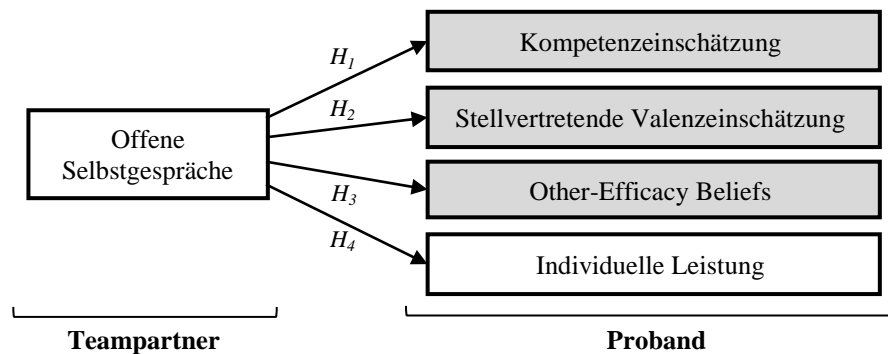 Kompetenzeinschätzung
H1
H2
Stellvertretende Valenzeinschätzung
Offene
Selbstgespräche
Other-Efficacy Beliefs
H3
H4
Individuelle Leistung
Teampartner
Proband